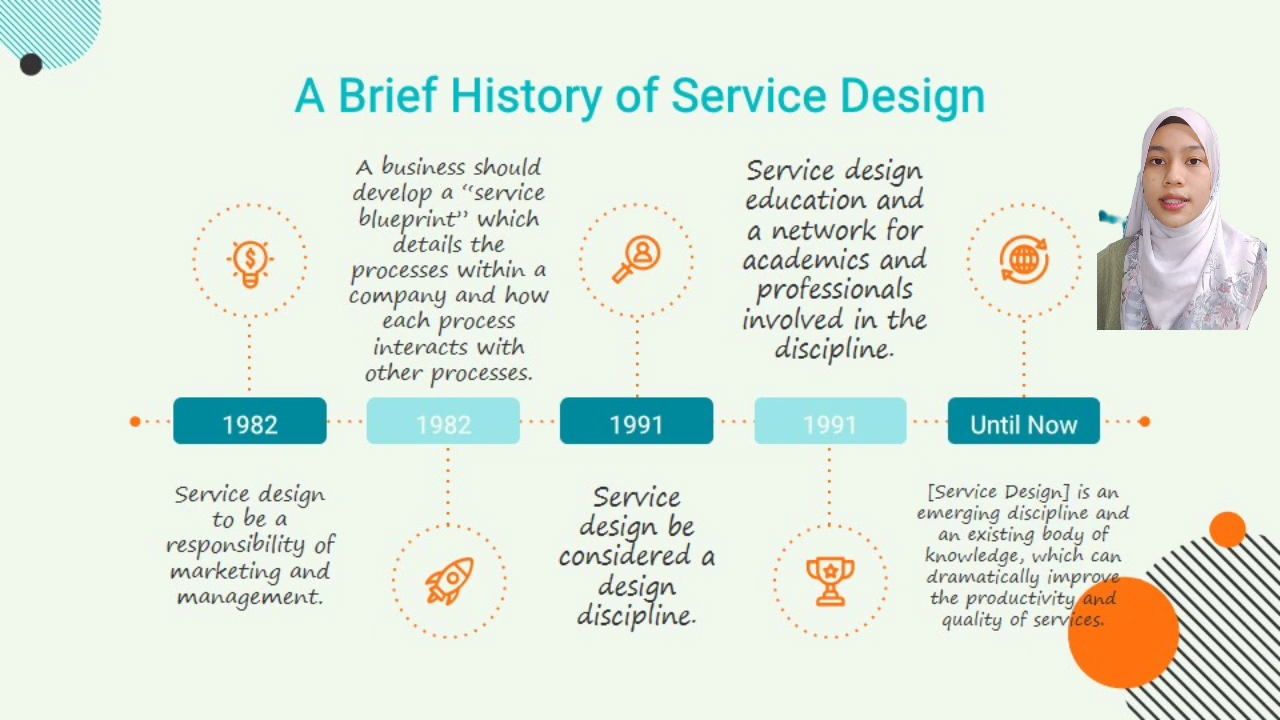 A Brief History of Service Design
1982
Service design
to be a
responsibility of
marketing and
management.
A business should
develop a “service
blueprint” which
details the
processes within a
company and how
each process
interacts with
other processes.
1982
1991
Service
design be
considered a
design
discipline.
Service design
education and
a network for
academics and
professionals
involved in the
discipline.
1991
Until Now
[Service Design] is an
emerging discipline and
an existing body of
knowledge, which can
dramatically improve
the productivity and
quality of services.